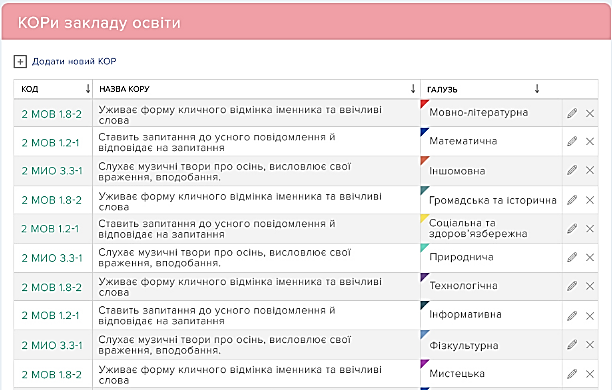 КОРи закладу освіти
Додати новий КОР
КОД НАЗВА КОРУ ГАЛУЗЬ
2 МОВ 1.8-2 Уживає форму кличного відмінка іменника та ввічливі слова Мовно-літературна
2 МОВ 1.2-1 Ставить запитання до усного повідомлення й відповідає на запитання Математична
2 МИО 3.3-1 Слухає музичні твори про осінь, висловлює свої враження, вподобання. Іншомовна
2 МОВ 1.8-2 Уживає форму кличного відмінка іменника та ввічливі слова Громадська та історична
2 МОВ 1.2-1 Ставить запитання до усного повідомлення й відповідає на запитання Соціальна та здоров'язбережна
2 МИО 3.3-1 Слухає музичні твори про осінь, висловлює свої враження, вподобання. Природнича
2 МОВ 1.8-2 Уживає форму кличного відмінка іменника та ввічливі слова Технологічна
2 МОВ 1.2-1 Ставить запитання до усного повідомлення й відповідає на запитання Інформативна
2 МИО 3.3-1 Слухає музичні твори про осінь, висловлює свої враження, вподобання. Фізкультурна
2 МОВ 1.8-2 Уживає форму кличного відмінка іменника та ввічливі слова Мистецька